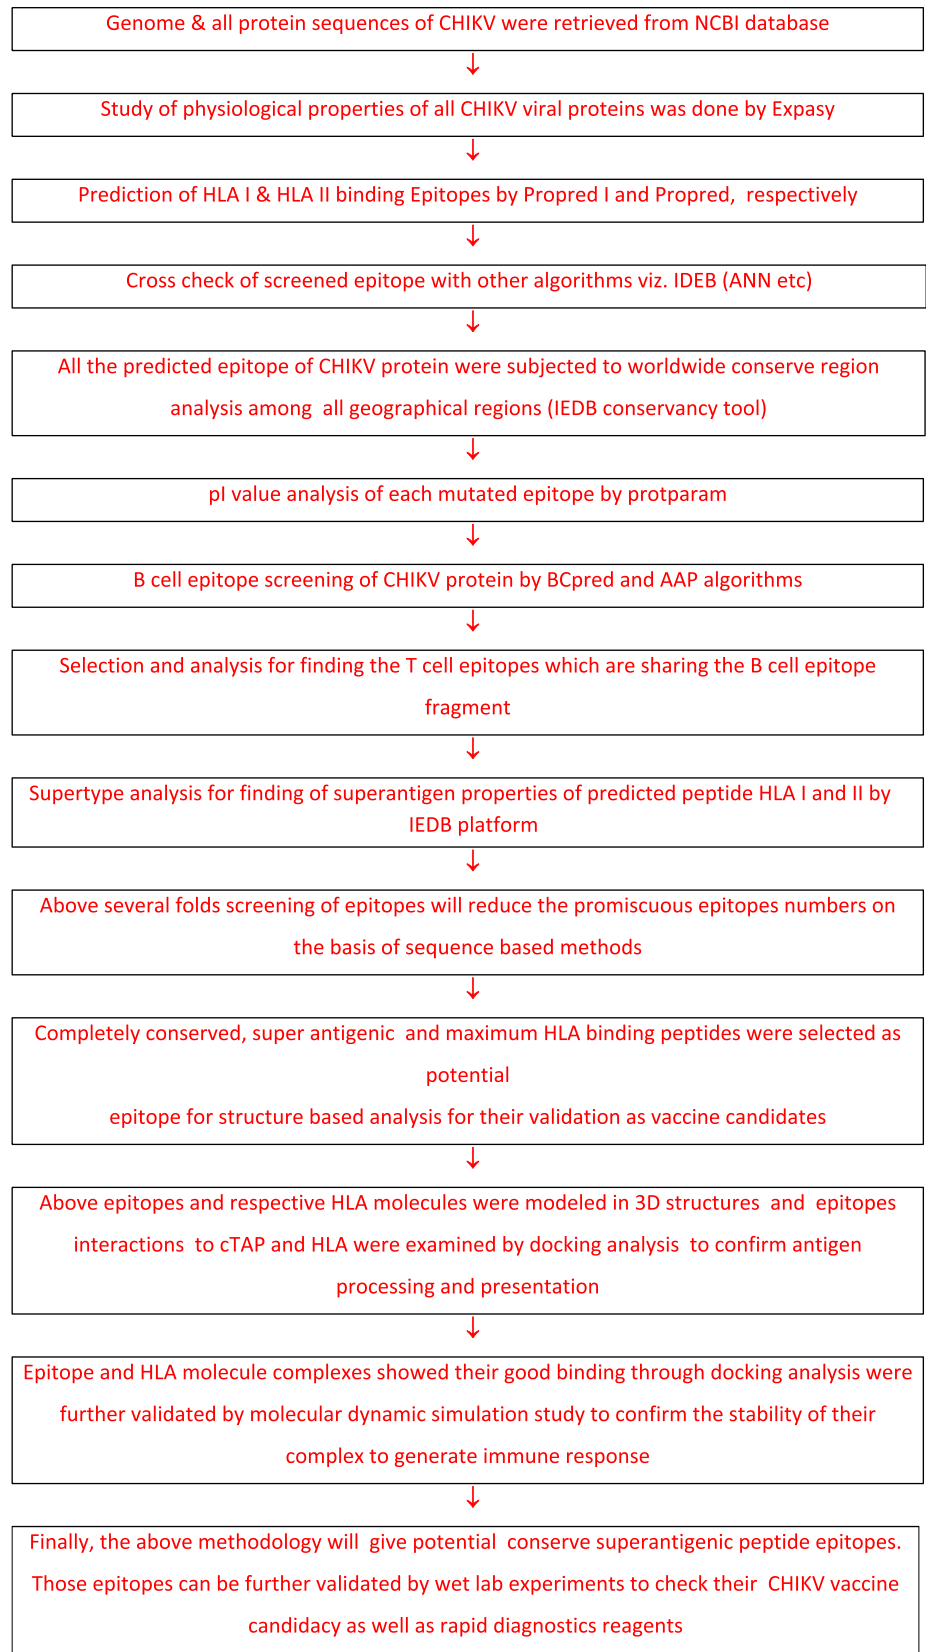 Genome & all protein sequences of CHIKV were retrieved from NCBI database
↓
Study of physiological properties of all CHIKV viral proteins was done by Expasy
↓
Prediction of HLA I & HLA II binding Epitopes by Propred I and Propred, respectively
↓
Cross check of screened epitope with other algorithms viz. IDEB (ANN etc)
↓
All the predicted epitope of CHIKV protein were subjected to worldwide conserve region
analysis among all geographical regions (IEDB conservancy tool)
↓
pI value analysis of each mutated epitope by protparam
↓
B cell epitope screening of CHIKV protein by BCpred and AAP algorithms
↓
Selection and analysis for finding the T cell epitopes which are sharing the B cell epitope
fragment
↓
Supertype analysis for finding of superantigen properties of predicted peptide HLA I and II by
IEDB platform
↓
Above several folds screening of epitopes will reduce the promiscuous epitopes numbers on
the basis of sequence based methods
↓
Completely conserved, super antigenic and maximum HLA binding peptides were selected as
potential
epitope for structure based analysis for their validation as vaccine candidates
↓
Above epitopes and respective HLA molecules were modeled in 3D structures and epitopes
interactions to cTAP and HLA were examined by docking analysis to confirm antigen
processing and presentation
↓
Epitope and HLA molecule complexes showed their good binding through docking analysis were
further validated by molecular dynamic simulation study to confirm the stability of their
complex to generate immune response
↓
Finally, the above methodology will give potential conserve superantigenic peptide epitopes.
Those epitopes can be further validated by wet lab experiments to check their CHIKV vaccine
candidacy as well as rapid diagnostics reagents